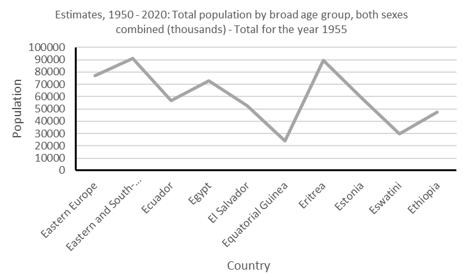 Estimates, 1950 - 2020: Total population by broad age group, both sexes
combined (thousands) - Total for the year 1955
100000
90000
80000
70000
60000
50000
40000
30000
20000
10000
0
Population
Eastern Europe
Eastern and South-...
Ecuador
Egypt
El Salvador
Equatorial Guinea
Eritrea
Estonia
Eswatini
Ethiopia
Country